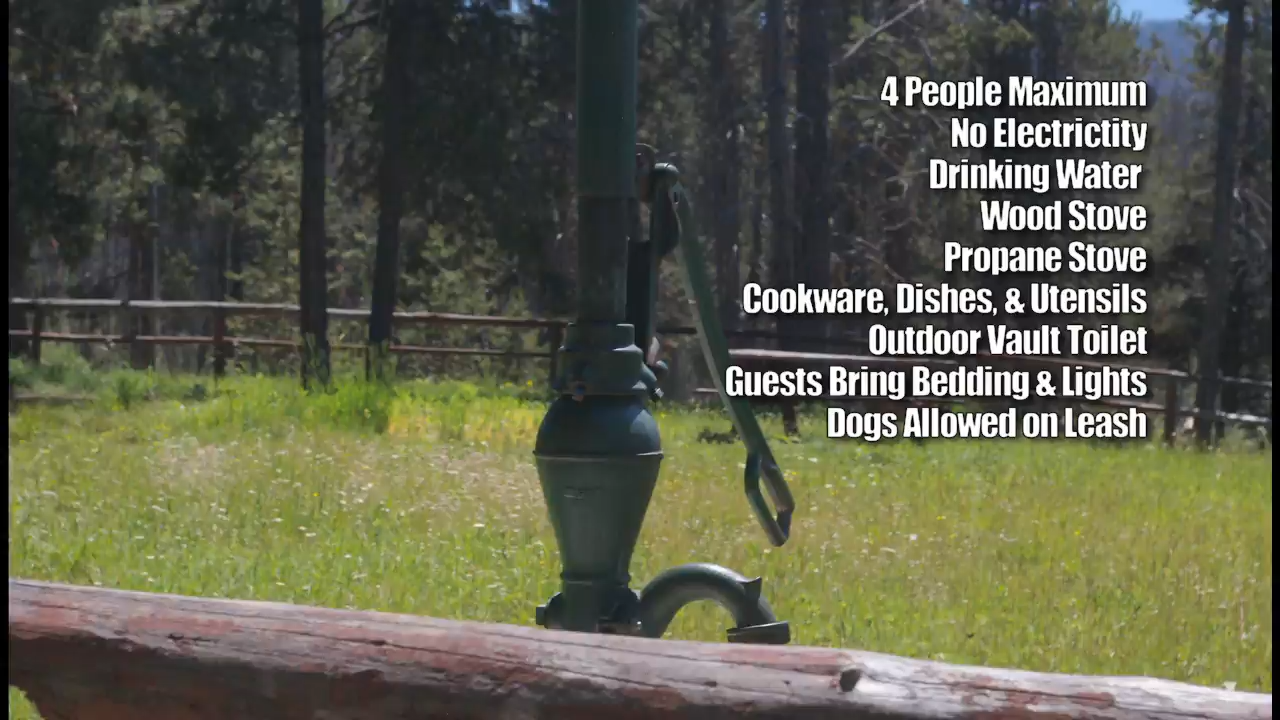 4 People Maximum
No Electrictity
Drinking Water
Wood Stove
Propane Stove
Cookware, Dishes, & Utensils
Outdoor Vault Toilet
Guests Bring Bedding & Lights
Dogs Allowed on Leash